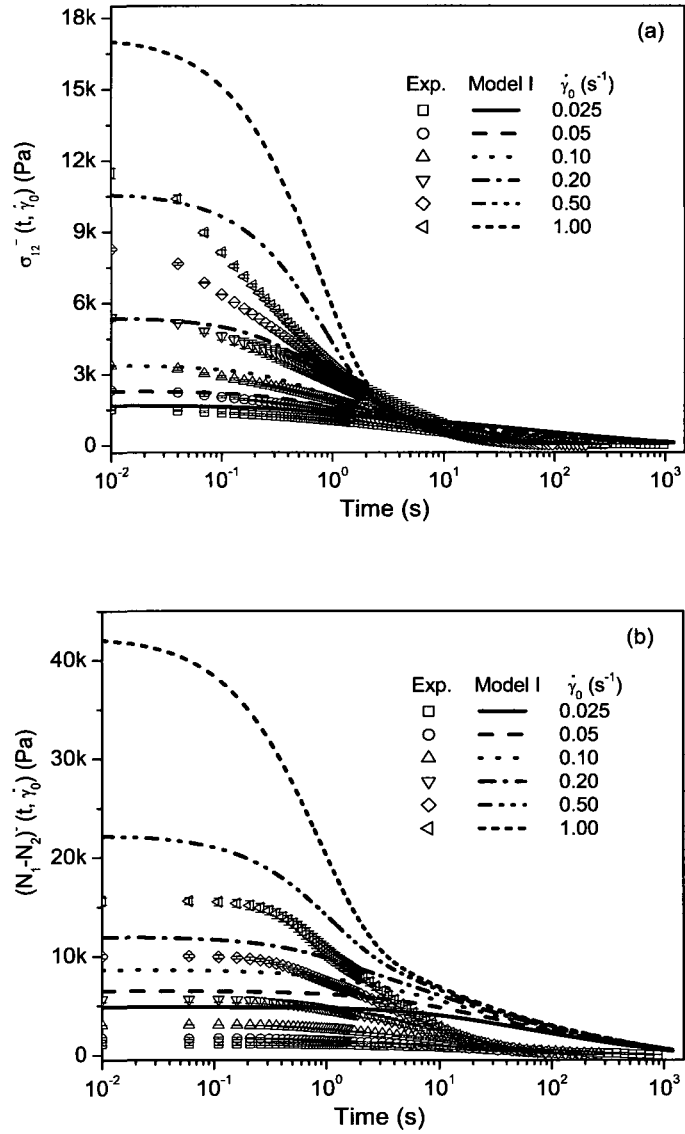 (a)
18k
15k
12k
9k
6k
3k
0
σ₁₂⁻ (t, γ̇₀) (Pa)
Exp. Model I γ̇₀ (s⁻¹)
0.025
0.05
0.10
0.20
0.50
1.00
10⁻² 10⁻¹ 10⁰ 10¹ 10² 10³
Time (s)
(b)
40k
30k
20k
10k
0
(N₁-N₂)⁻ (t, γ̇₀) (Pa)
Exp. Model I γ̇₀ (s⁻¹)
0.025
0.05
0.10
0.20
0.50
1.00
10⁻² 10⁻¹ 10⁰ 10¹ 10² 10³
Time (s)